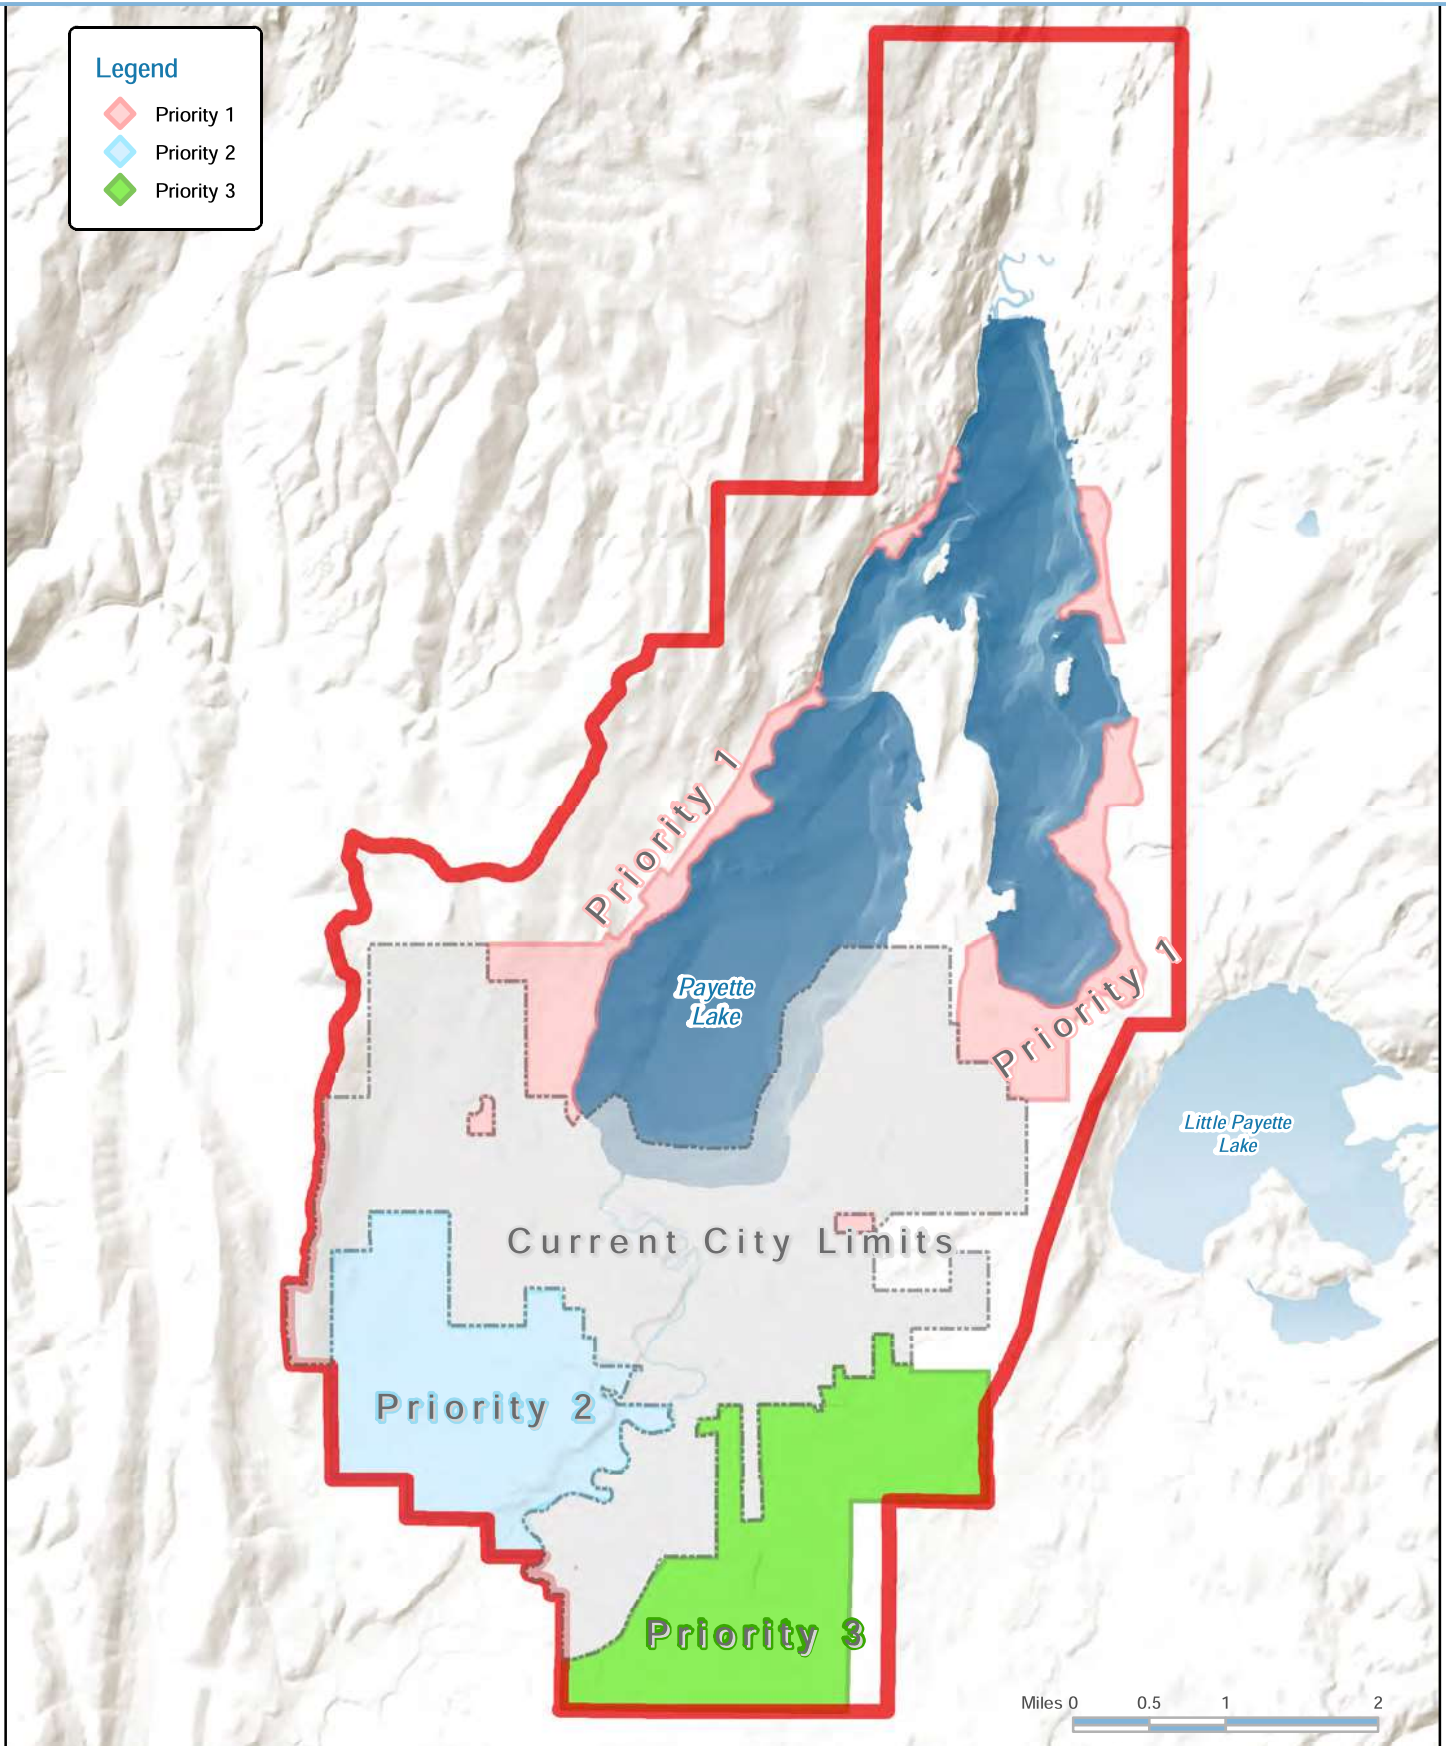 Legend
Priority 1
Priority 2
Priority 3
Priority 1
Payette
Lake
Priority 1
Little Payette
Lake
Current City Limits
Priority 2
Priority 3
Miles 0 0.5 1 2